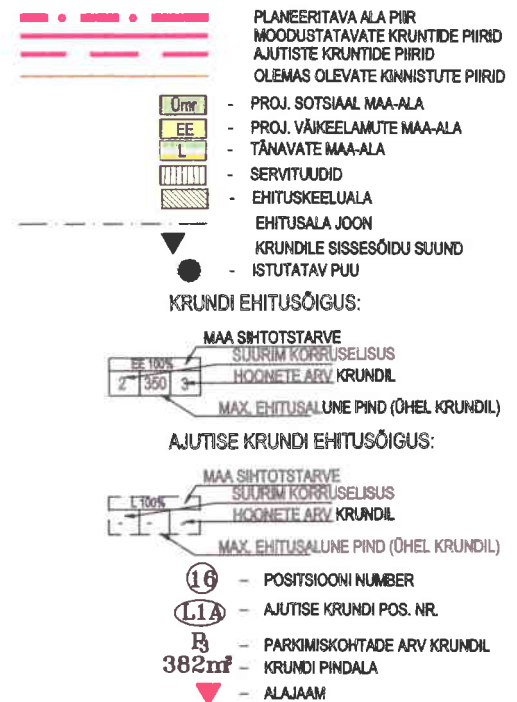 PLANEERITAVA ALA PIIR
MOODUSTATAVATE KRUNTIDE PIIRID
AJUTISTE KRUNTIDE PIIRID
OLEMAS OLEVATE KINNISTUTE PIIRID
Ümr - PROJ. SOTSIAAL MAA-ALA
EE - PROJ. VÄIKEELAMUTE MAA-ALA
L - TÄNAVATE MAA-ALA
- SERVITUUDID
- EHITUSKEELUALA
EHITUSALA JOON
KRUNDILE SISSESÕIDU SUUND
- ISTUTATAV PUU
KRUNDI EHITUSÕIGUS:
MAA SIHTOTSTARVE
SUURIM KORRUSELISUS
EE 100%
HOONETE ARV KRUNDIL
2 350 3
MAX. EHITUSALUNE PIND (ÜHEL KRUNDIL)
AJUTISE KRUNDI EHITUSÕIGUS:
MAA SIHTOTSTARVE
SUURIM KORRUSELISUS
L 100%
HOONETE ARV KRUNDIL
- - -
MAX. EHITUSALUNE PIND (ÜHEL KRUNDIL)
16 - POSITSIOONI NUMBER
L1A - AJUTISE KRUNDI POS. NR.
P3 - PARKIMISKOHTADE ARV KRUNDIL
382m² - KRUNDI PINDALA
- ALAJAAM